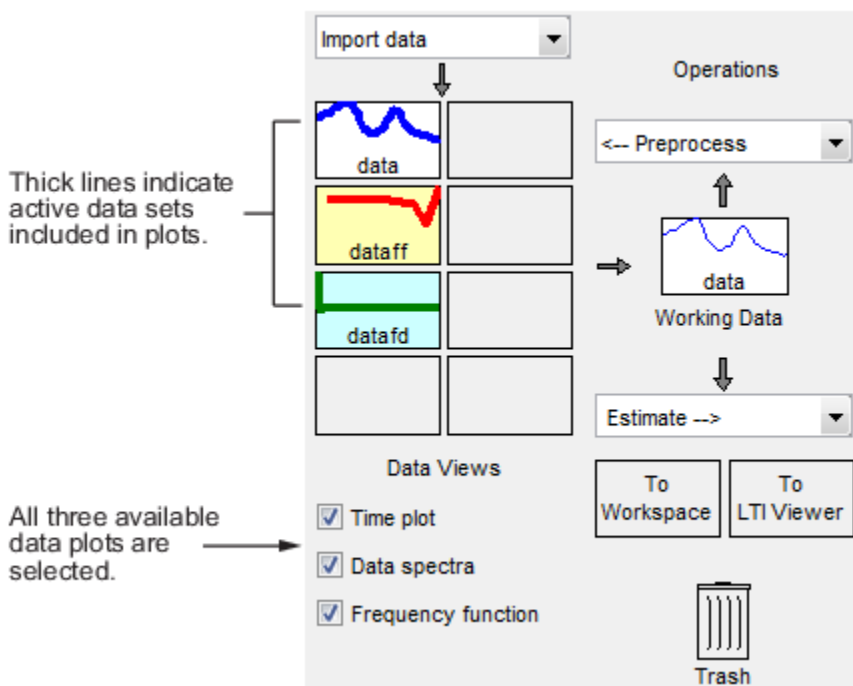 Import data
Operations
<-- Preprocess
data
Thick lines indicate
active data sets
included in plots.
dataff
data
Working Data
datafd
Estimate -->
Data Views
To
Workspace
To
LTI Viewer
All three available
data plots are
selected.
Time plot
Data spectra
Frequency function
Trash